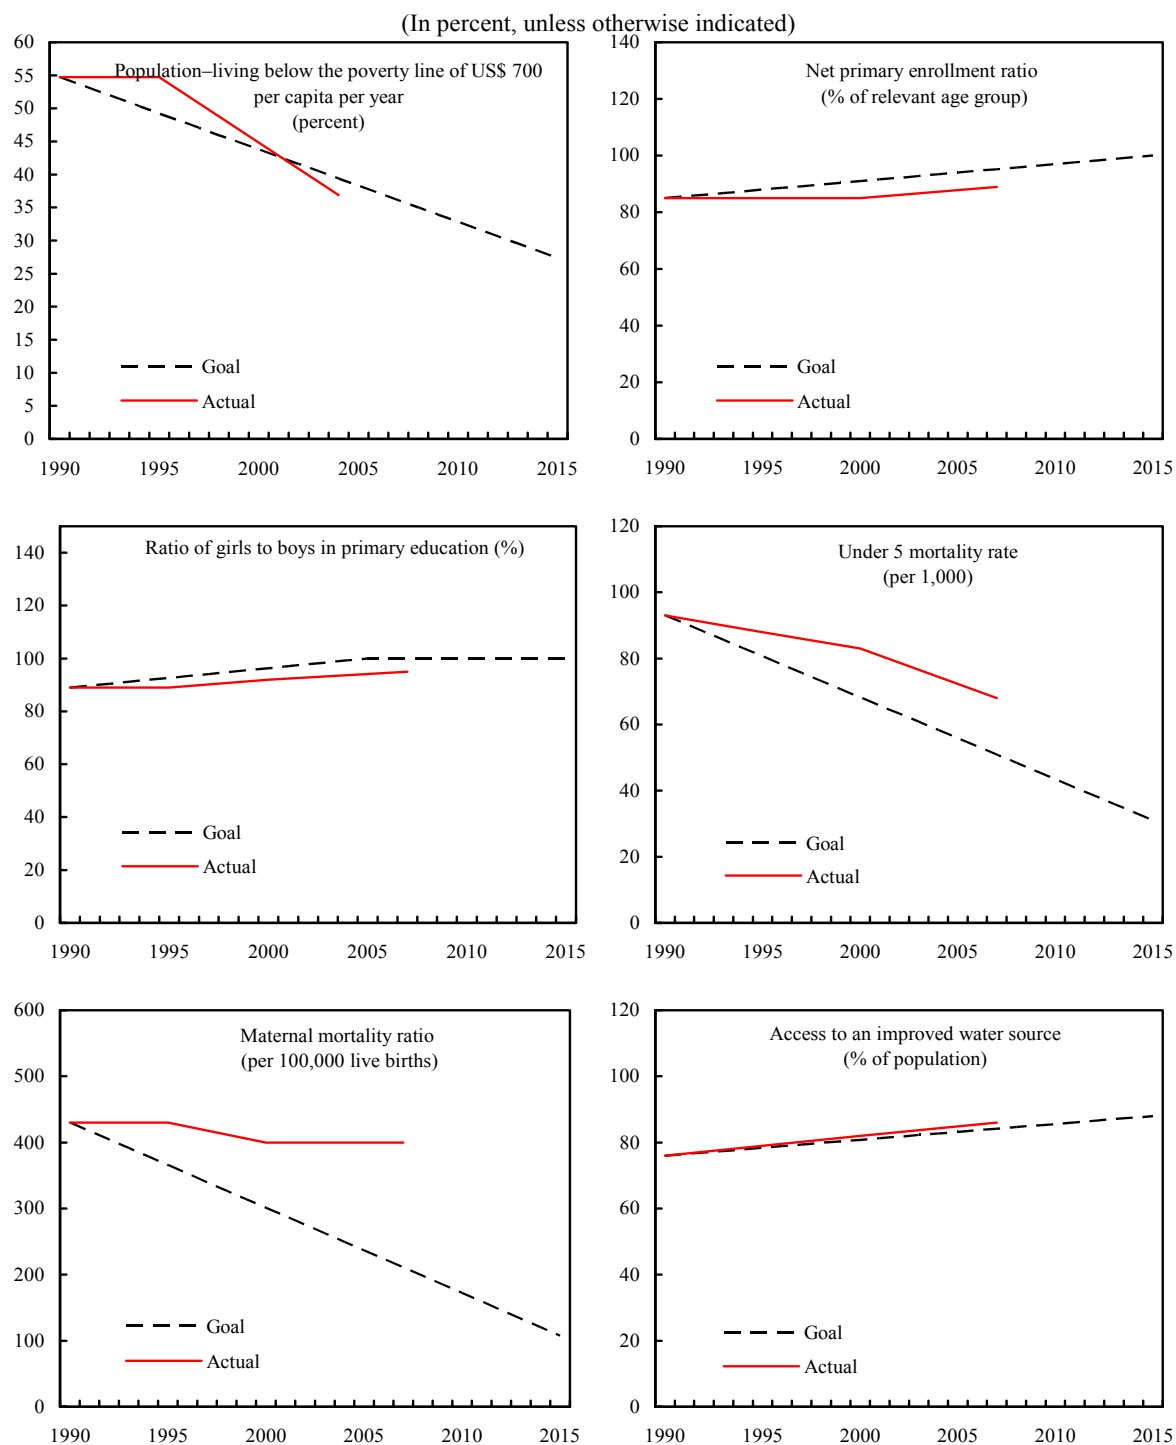 (In percent, unless otherwise indicated)
Population–living below the poverty line of US$ 700
per capita per year
(percent)
60
55
50
45
40
35
30
25
20
15
10
5
0
Goal
Actual
1990 1995 2000 2005 2010 2015
Net primary enrollment ratio
(% of relevant age group)
140
120
100
80
60
40
20
0
Goal
Actual
1990 1995 2000 2005 2010 2015
Ratio of girls to boys in primary education (%)
140
120
100
80
60
40
20
0
Goal
Actual
1990 1995 2000 2005 2010 2015
Under 5 mortality rate
(per 1,000)
120
100
80
60
40
20
0
Goal
Actual
1990 1995 2000 2005 2010 2015
Maternal mortality ratio
(per 100,000 live births)
600
500
400
300
200
100
0
Goal
Actual
1990 1995 2000 2005 2010 2015
Access to an improved water source
(% of population)
120
100
80
60
40
20
0
Goal
Actual
1990 1995 2000 2005 2010 2015